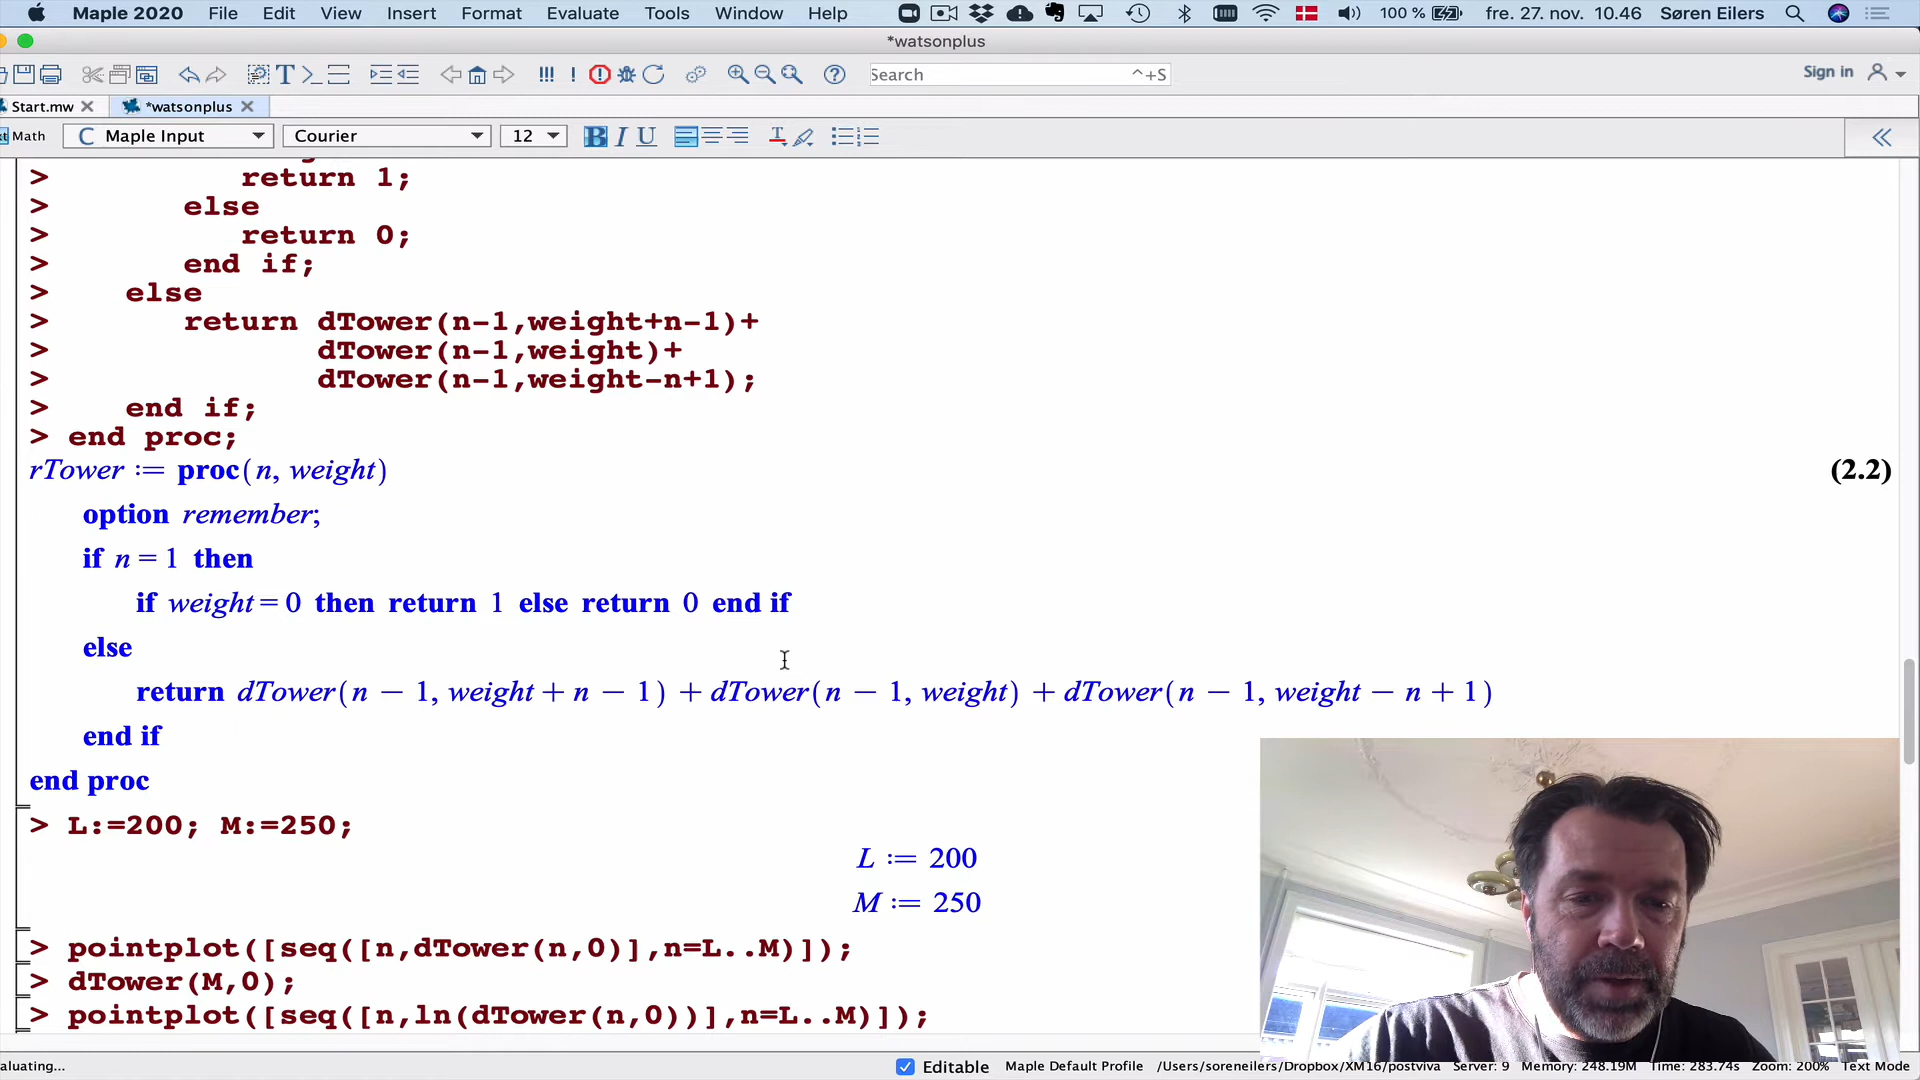 Maple 2020 File Edit View Insert Format Evaluate Tools Window Help 100 % fre. 27. nov. 10.46 Søren Eilers
*watsonplus
Search ^+S Sign in
Start.mw *watsonplus
Math C Maple Input Courier 12 B I U
> return 1;
> else
> return 0;
> end if;
> else
> return dTower(n-1,weight+n-1)+
> dTower(n-1,weight)+
> dTower(n-1,weight-n+1);
> end if;
> end proc;
rTower := proc(n, weight) (2.2)
option remember;
if n = 1 then
if weight = 0 then return 1 else return 0 end if
else
return dTower(n − 1, weight + n − 1) + dTower(n − 1, weight) + dTower(n − 1, weight − n + 1)
end if
end proc
> L:=200; M:=250;
L := 200
M := 250
> pointplot([seq([n,dTower(n,0)],n=L..M)]);
> dTower(M,0);
> pointplot([seq([n,ln(dTower(n,0))],n=L..M)]);
aluating... Editable Maple Default Profile /Users/soreneilers/Dropbox/XM16/postviva Server: 9 Memory: 248.19M Time: 283.74s Zoom: 200% Text Mode